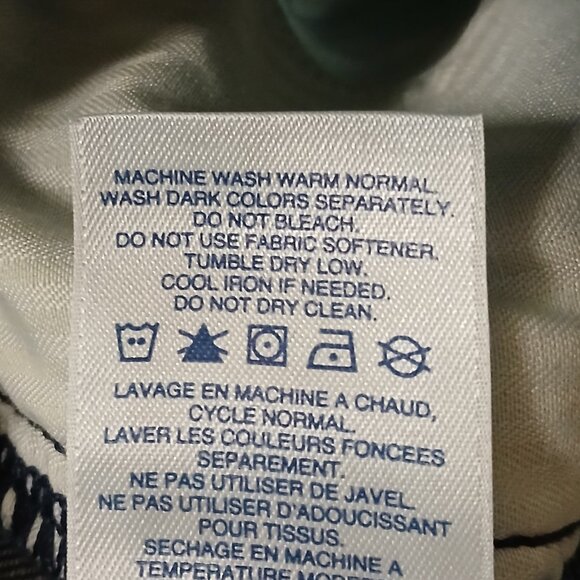 MACHINE WASH WARM NORMAL.
WASH DARK COLORS SEPARATELY.
DO NOT BLEACH.
DO NOT USE FABRIC SOFTENER.
TUMBLE DRY LOW.
COOL IRON IF NEEDED.
DO NOT DRY CLEAN.
LAVAGE EN MACHINE A CHAUD,
CYCLE NORMAL.
LAVER LES COULEURS FONCEES
SEPAREMENT.
NE PAS UTILISER DE JAVEL.
NE PAS UTILISER D'ADOUCISSANT
POUR TISSUS.
SECHAGE EN MACHINE A
TEMPERATURE